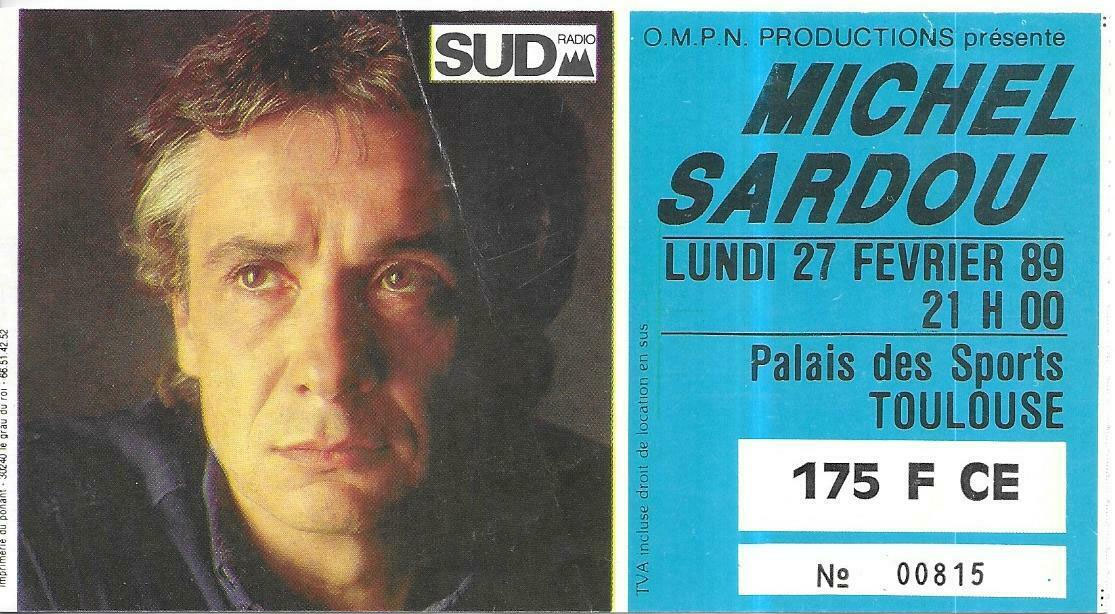 SUD RADIO
O.M.P.N. PRODUCTIONS présente
MICHEL
SARDOU
LUNDI 27 FEVRIER 89
21 H 00
Palais des Sports
TOULOUSE
175 F CE
Nº 00815
TVA incluse droit de location en sus
Imprimerie du ponant - 30240 le grau du roi - 66.51.42.52